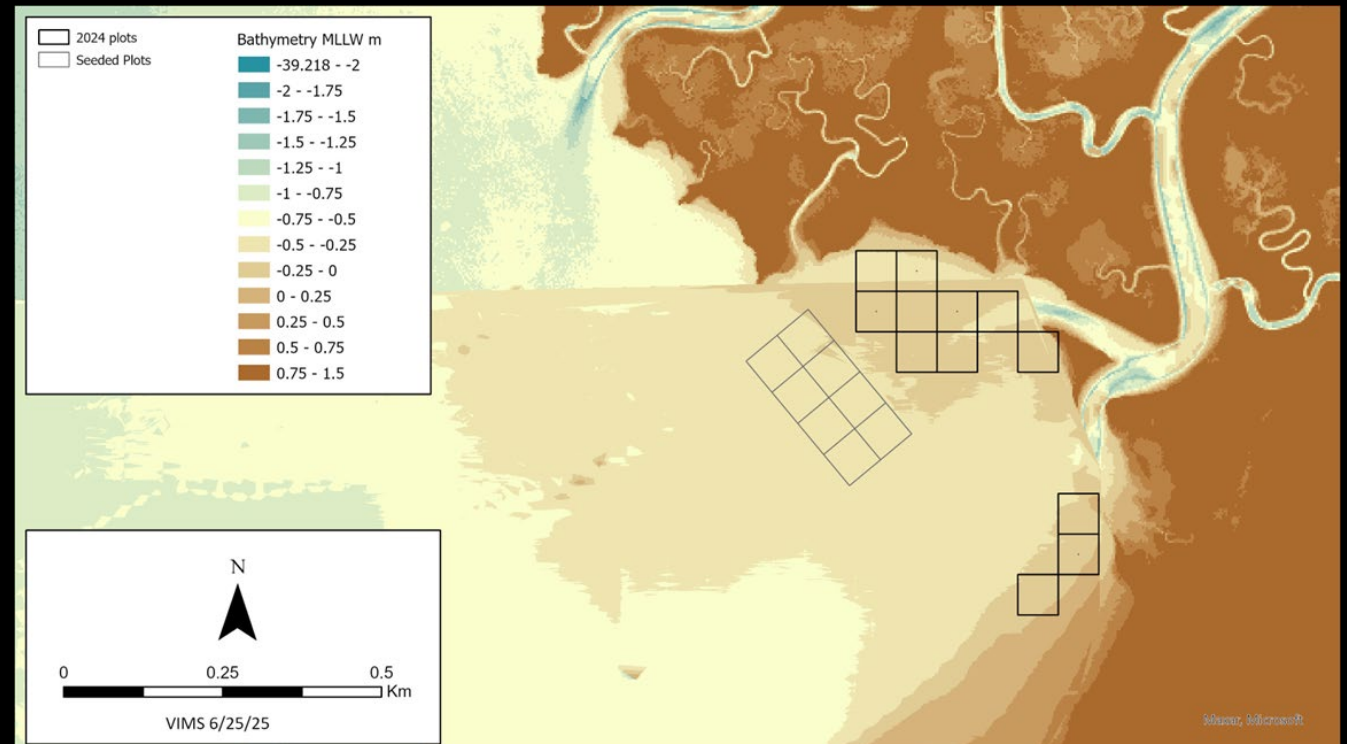 2024 plots
Seeded Plots
Bathymetry MLLW m
-39.218 - -2
-2 - -1.75
-1.75 - -1.5
-1.5 - -1.25
-1.25 - -1
-1 - -0.75
-0.75 - -0.5
-0.5 - -0.25
-0.25 - 0
0 - 0.25
0.25 - 0.5
0.5 - 0.75
0.75 - 1.5
N
0 0.25 0.5
Km
VIMS 6/25/25
Maxar, Microsoft